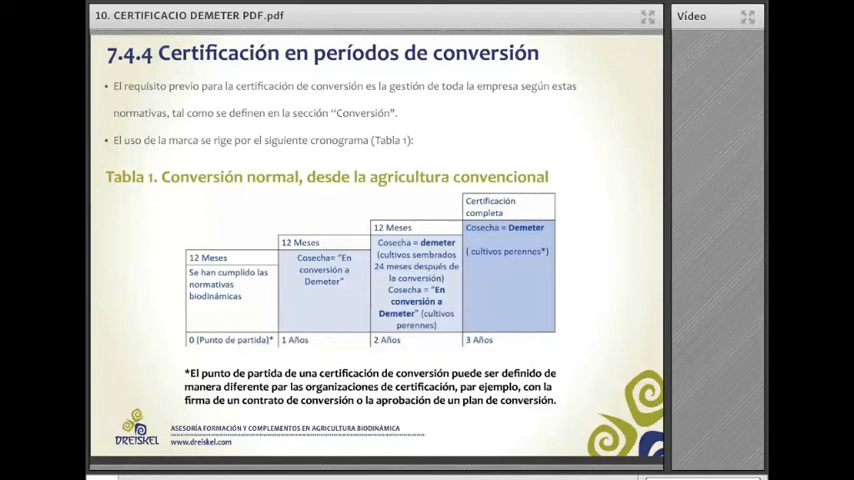 10. CERTIFICACIO DEMETER PDF.pdf
Vídeo
7.4.4 Certificación en períodos de conversión
• El requisito previo para la certificación de conversión es la gestión de toda la empresa según estas
normativas, tal como se definen en la sección "Conversión".
• El uso de la marca se rige por el siguiente cronograma (Tabla 1):
Tabla 1. Conversión normal, desde la agricultura convencional
12 Meses
Se han cumplido las
normativas
biodinámicas
0 (Punto de partida)*
12 Meses
Cosecha= "En
conversión a
Demeter"
1 Años
12 Meses
Cosecha = demeter
(cultivos sembrados
24 meses después de
la conversión)
Cosecha = "En
conversión a
Demeter" (cultivos
perennes)
2 Años
Certificación
completa
Cosecha = Demeter
( cultivos perennes*)
3 Años
*El punto de partida de una certificación de conversión puede ser definido de
manera diferente par las organizaciones de certificación, par ejemplo, con la
firma de un contrato de conversión o la aprobación de un plan de conversión.
DREISKEL
ASESORÍA FORMACIÓN Y COMPLEMENTOS EN AGRICULTURA BIODINÁMICA
www.dreiskel.com